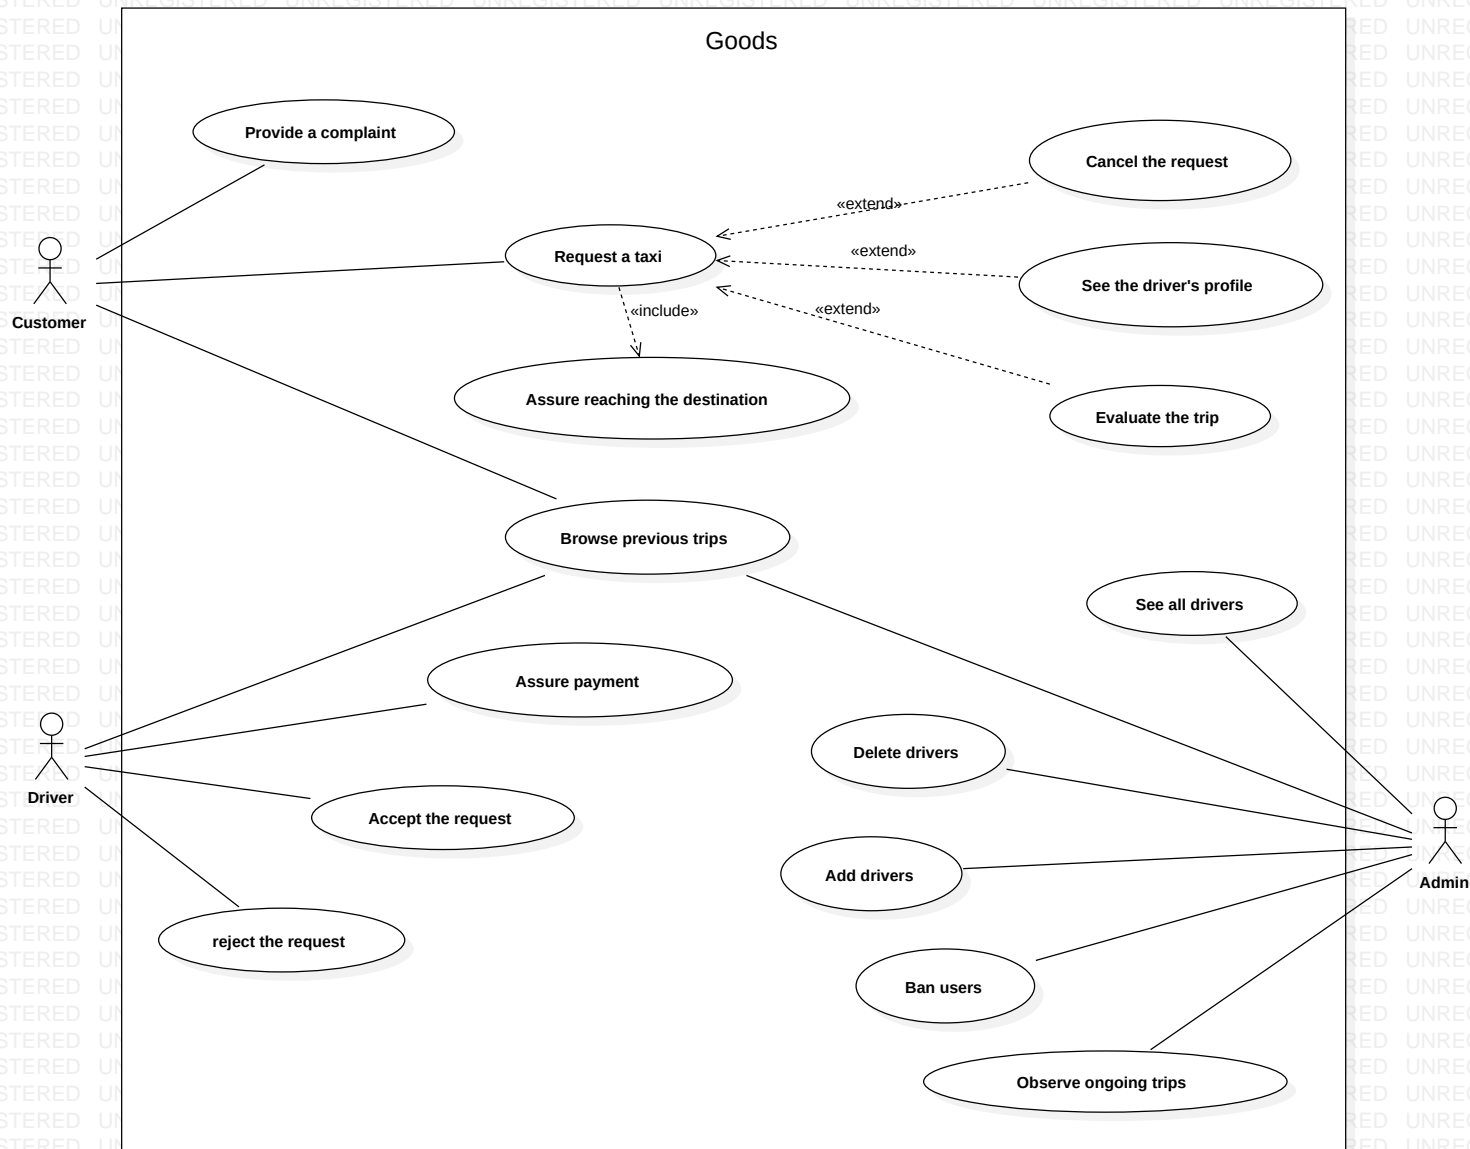 Goods
Provide a complaint
Cancel the request
«extend»
Request a taxi
«extend»
See the driver's profile
«include»
«extend»
Customer
Assure reaching the destination
Evaluate the trip
Browse previous trips
See all drivers
Assure payment
Delete drivers
Driver
Accept the request
Add drivers
Admin
reject the request
Ban users
Observe ongoing trips
UNREGISTERED